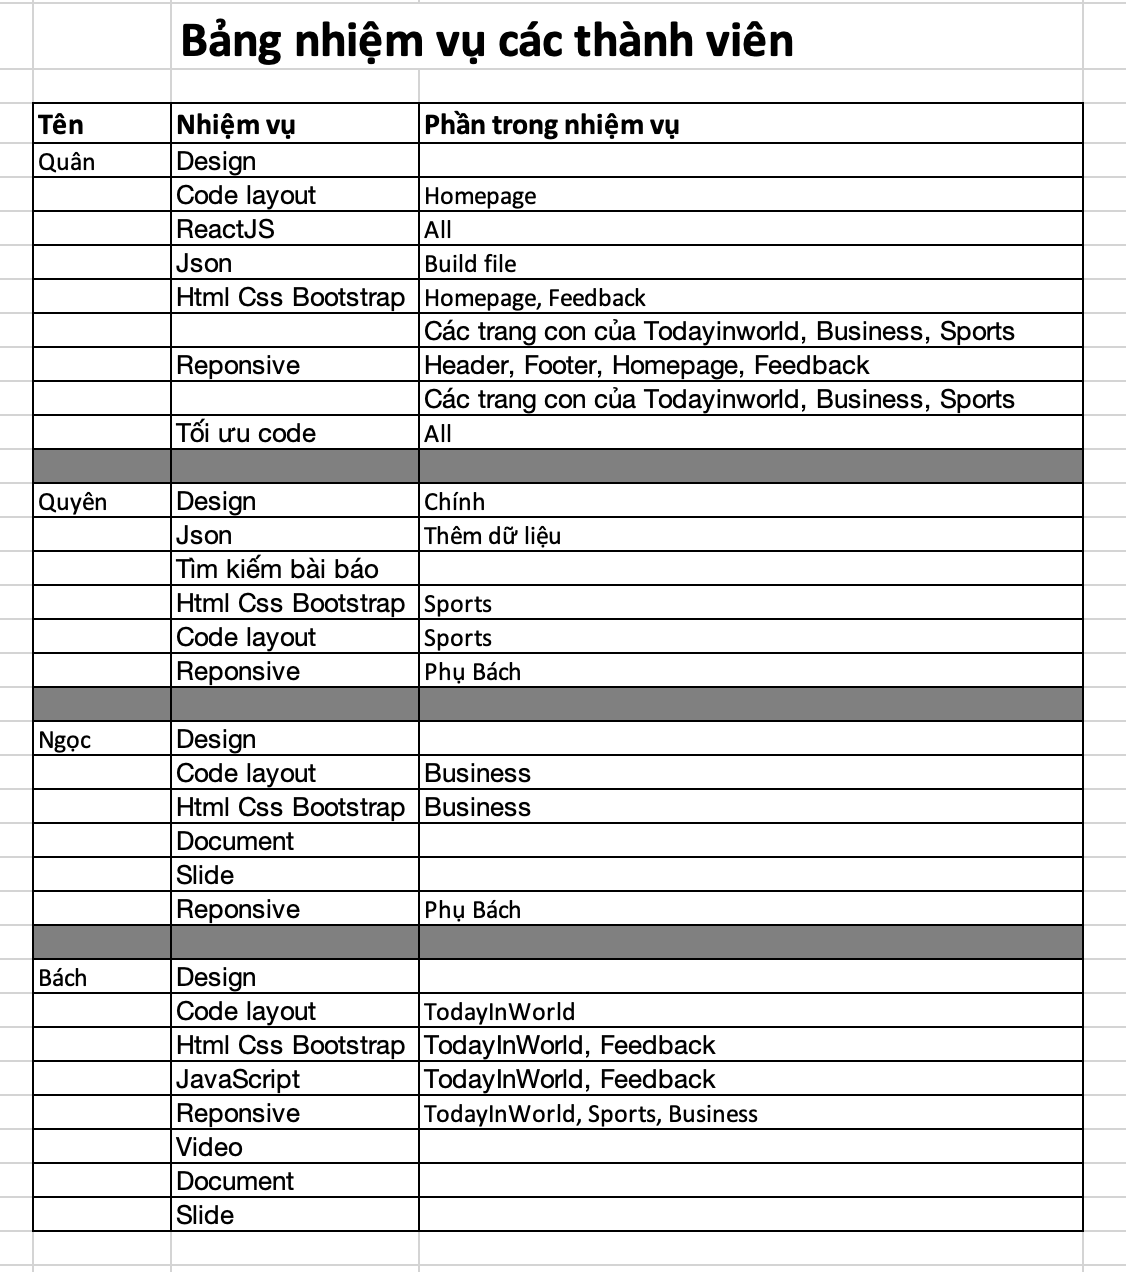 Bảng nhiệm vụ các thành viên
Tên Nhiệm vụ Phần trong nhiệm vụ
Quân Design
Code layout Homepage
ReactJS All
Json Build file
Html Css Bootstrap Homepage, Feedback
Các trang con của Todayinworld, Business, Sports
Reponsive Header, Footer, Homepage, Feedback
Các trang con của Todayinworld, Business, Sports
Tối ưu code All
Quyên Design Chính
Json Thêm dữ liệu
Tìm kiếm bài báo
Html Css Bootstrap Sports
Code layout Sports
Reponsive Phụ Bách
Ngọc Design
Code layout Business
Html Css Bootstrap Business
Document
Slide
Reponsive Phụ Bách
Bách Design
Code layout TodayInWorld
Html Css Bootstrap TodayInWorld, Feedback
JavaScript TodayInWorld, Feedback
Reponsive TodayInWorld, Sports, Business
Video
Document
Slide